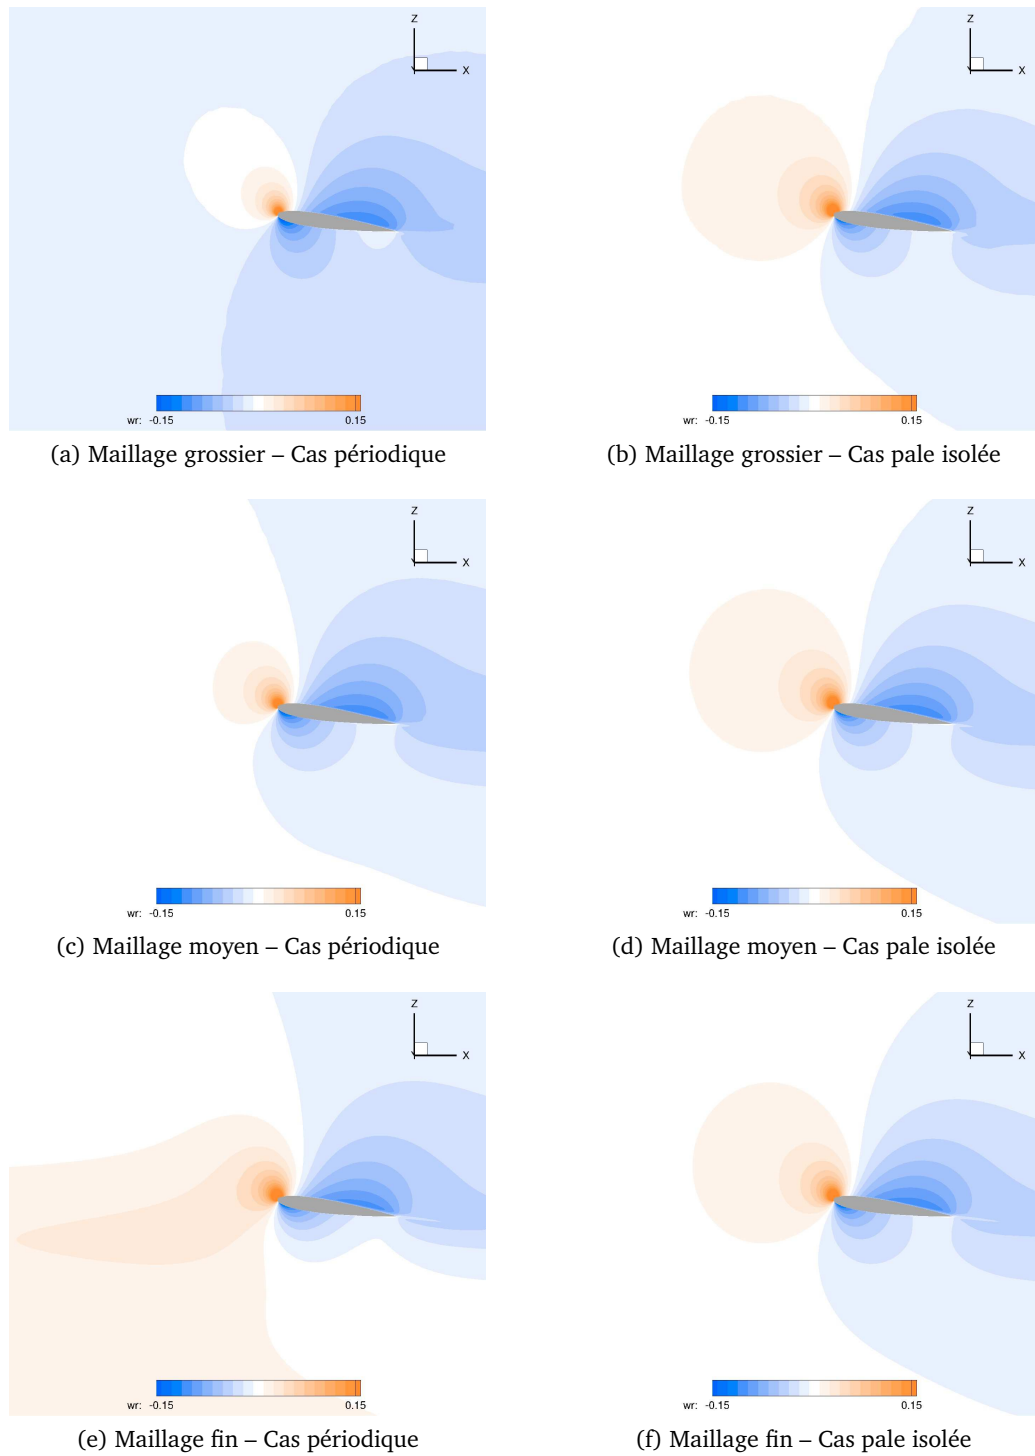 Z
X
wr: -0.15 0.15
(a) Maillage grossier – Cas périodique
Z
X
wr: -0.15 0.15
(b) Maillage grossier – Cas pale isolée
Z
X
wr: -0.15 0.15
(c) Maillage moyen – Cas périodique
Z
X
wr: -0.15 0.15
(d) Maillage moyen – Cas pale isolée
Z
X
wr: -0.15 0.15
(e) Maillage fin – Cas périodique
Z
X
wr: -0.15 0.15
(f) Maillage fin – Cas pale isolée